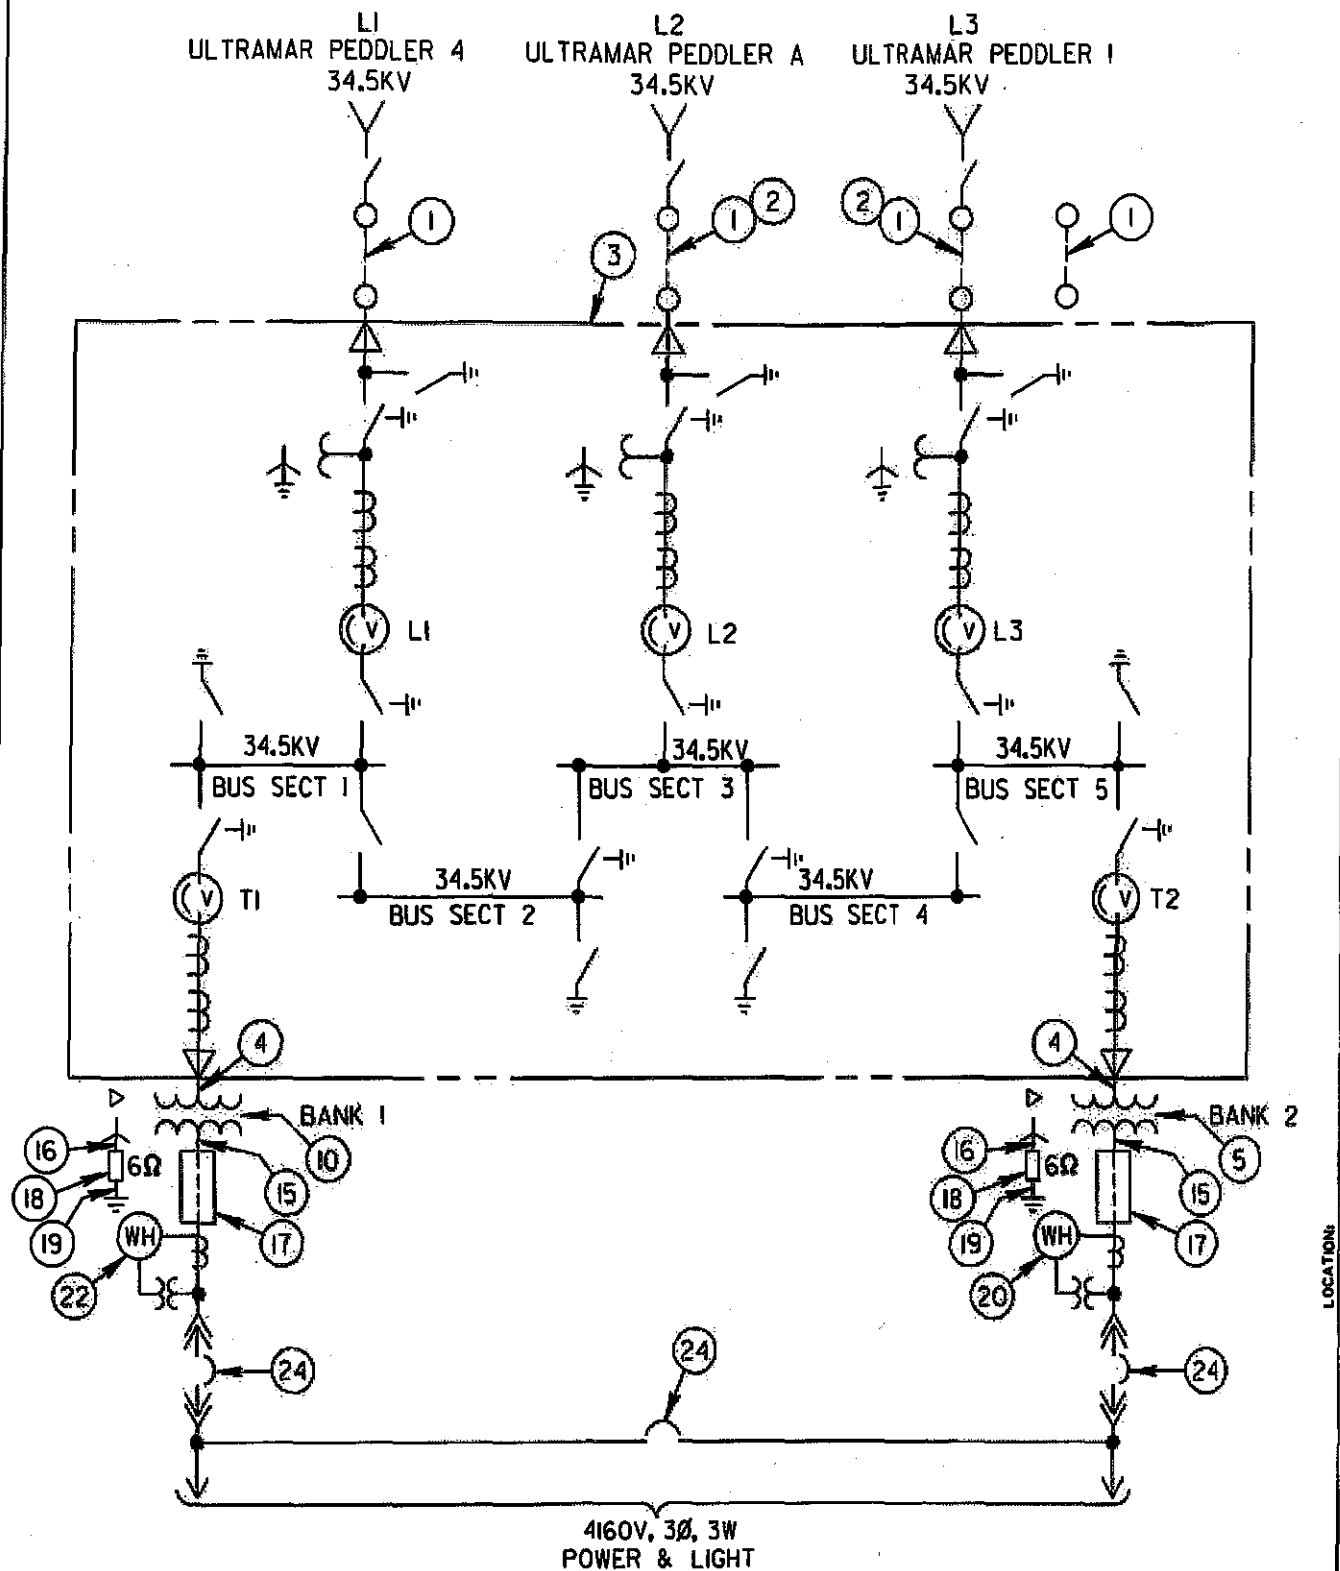 L1
ULTRAMAR PEDDLER 4
34.5KV
L2
ULTRAMAR PEDDLER A
34.5KV
L3
ULTRAMAR PEDDLER 1
34.5KV
1
1
2
2
1
1
3
V L1
V L2
V L3
34.5KV
BUS SECT 1
34.5KV
BUS SECT 3
34.5KV
BUS SECT 5
V T1
34.5KV
BUS SECT 2
34.5KV
BUS SECT 4
V T2
4
4
BANK 1
BANK 2
16
6Ω
10
16
6Ω
5
18
15
18
15
19
WH
17
19
WH
17
22
20
24
24
24
4160V, 3Ø, 3W
POWER & LIGHT
LOCATION: